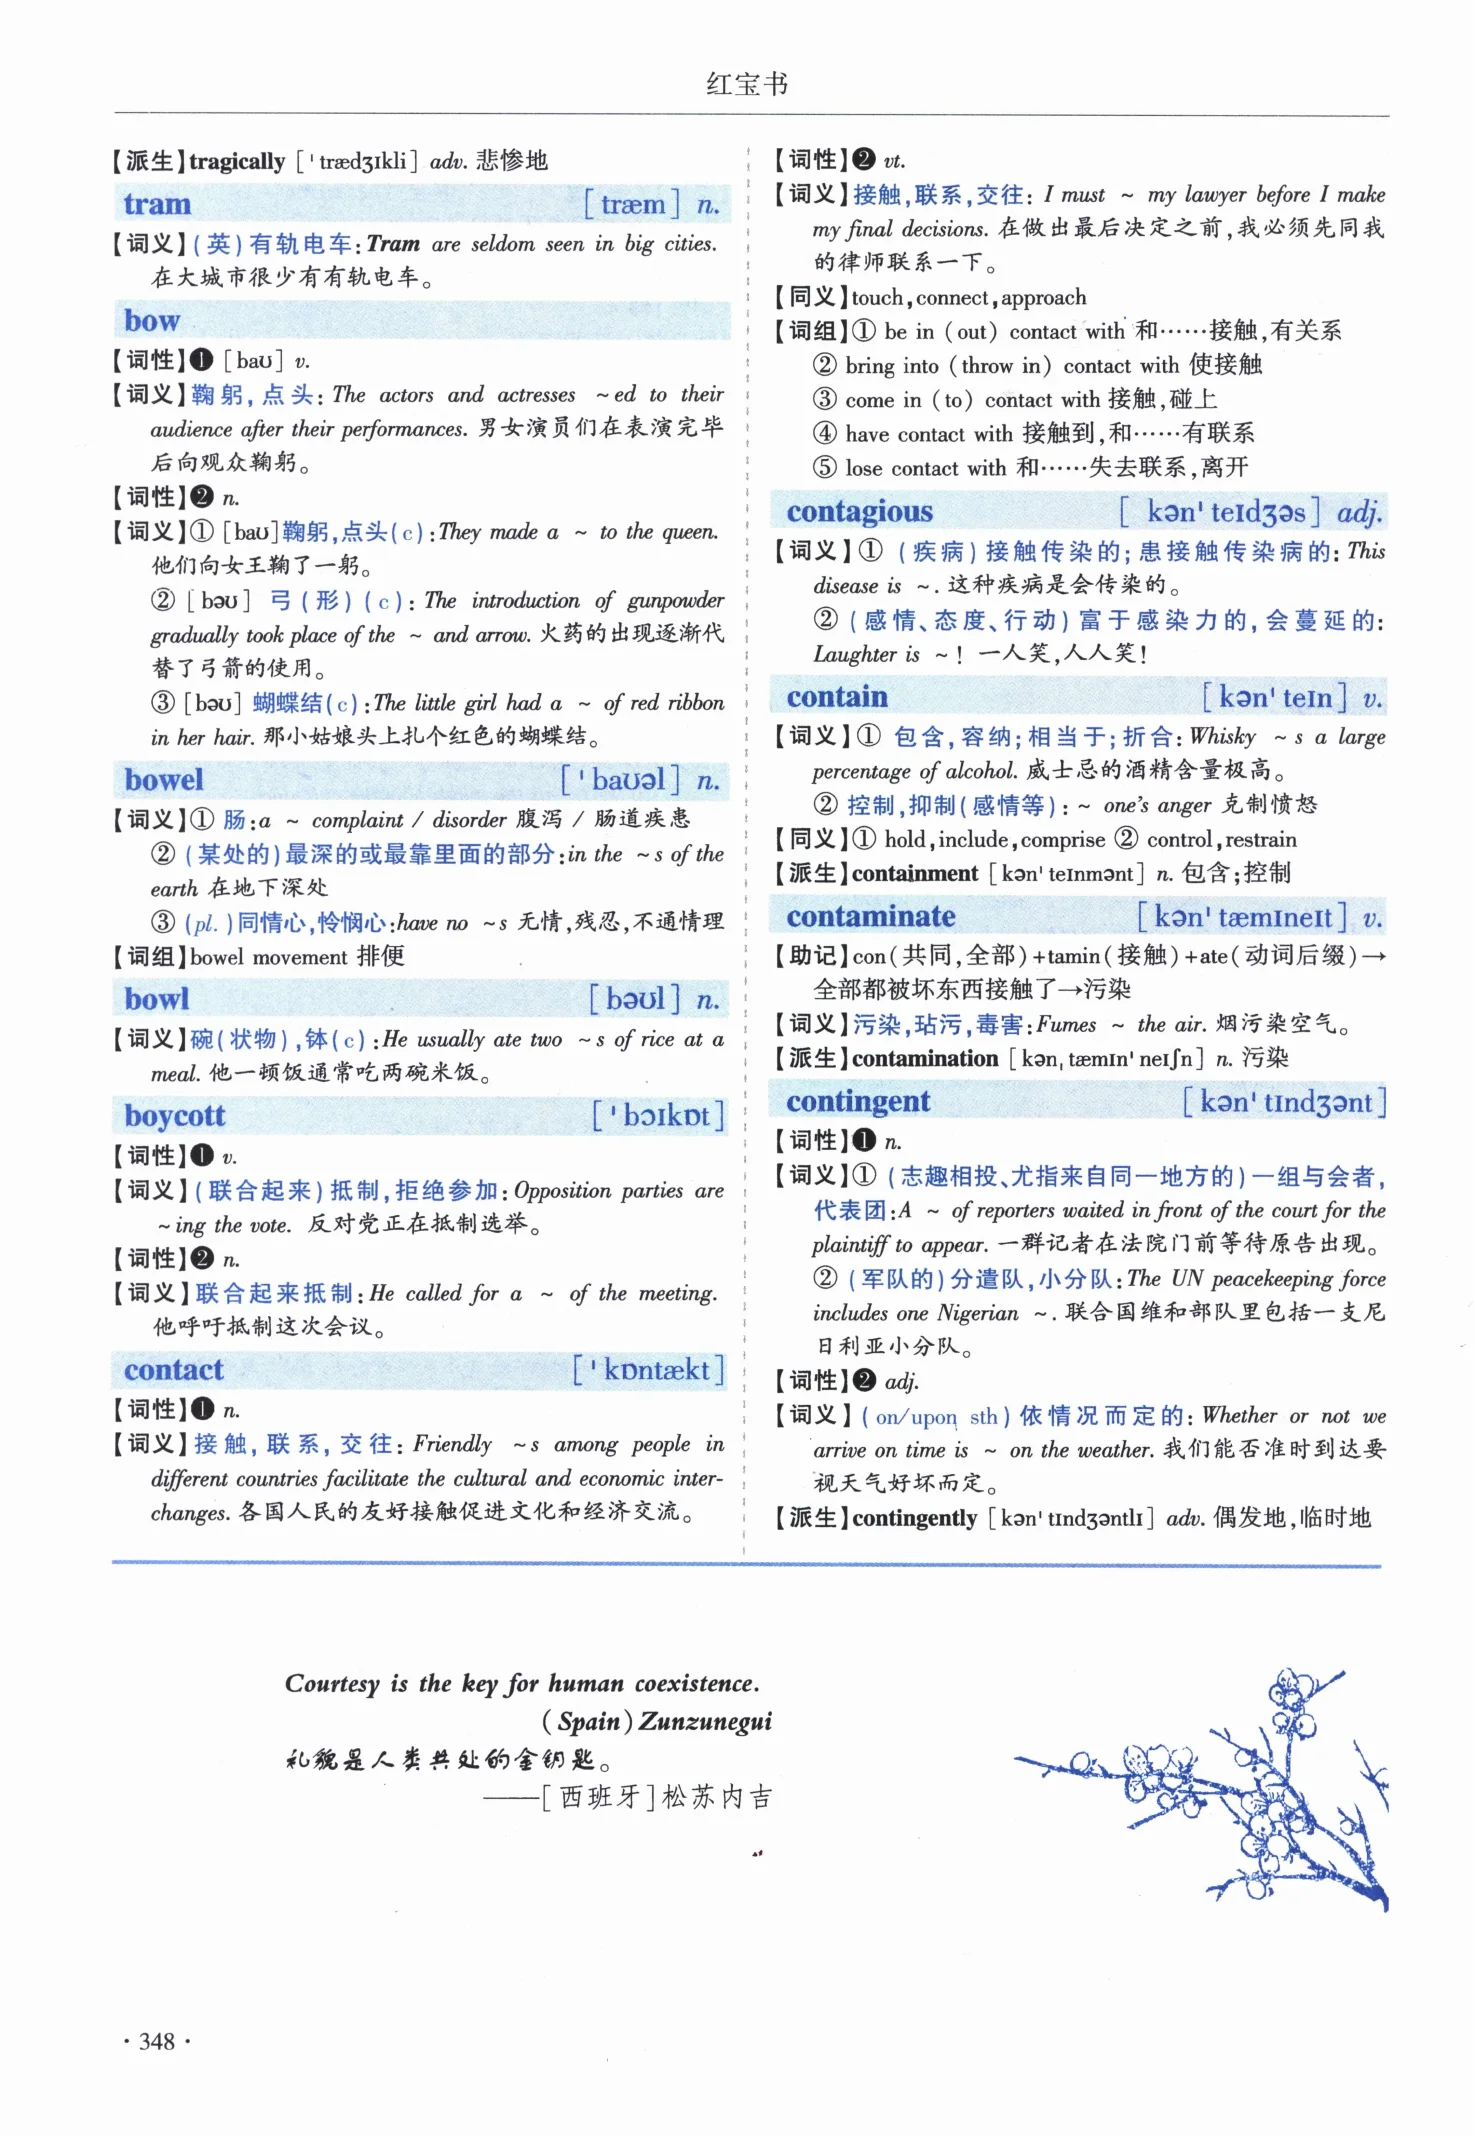 红宝书
【派生】tragically [ˈtrædʒɪkli] adv. 悲惨地
tram [træm] n.
【词义】(英)有轨电车: Tram are seldom seen in big cities.
在大城市很少有有轨电车。
bow
【词性】❶ [baʊ] v.
【词义】鞠躬, 点头: The actors and actresses ~ed to their
audience after their performances. 男女演员们在表演完毕
后向观众鞠躬。
【词性】❷ n.
【词义】① [baʊ]鞠躬,点头(c):They made a ~ to the queen.
他们向女王鞠了一躬。
② [bəʊ] 弓(形)(c): The introduction of gunpowder
gradually took place of the ~ and arrow. 火药的出现逐渐代
替了弓箭的使用。
③ [bəʊ] 蝴蝶结(c):The little girl had a ~ of red ribbon
in her hair. 那小姑娘头上扎个红色的蝴蝶结。
bowel [ˈbaʊəl] n.
【词义】① 肠:a ~ complaint / disorder 腹泻 / 肠道疾患
② (某处的)最深的或最靠里面的部分:in the ~s of the
earth 在地下深处
③ (pl.)同情心,怜悯心:have no ~s 无情,残忍,不通情理
【词组】bowel movement 排便
bowl [bəʊl] n.
【词义】碗(状物),钵(c):He usually ate two ~s of rice at a
meal. 他一顿饭通常吃两碗米饭。
boycott [ˈbɔɪkɒt]
【词性】❶ v.
【词义】(联合起来)抵制,拒绝参加: Opposition parties are
~ing the vote. 反对党正在抵制选举。
【词性】❷ n.
【词义】联合起来抵制: He called for a ~ of the meeting.
他呼吁抵制这次会议。
contact [ˈkɒntækt]
【词性】❶ n.
【词义】接触, 联系, 交往: Friendly ~s among people in
different countries facilitate the cultural and economic inter-
changes. 各国人民的友好接触促进文化和经济交流。
【词性】❷ vt.
【词义】接触,联系,交往: I must ~ my lawyer before I make
my final decisions. 在做出最后决定之前,我必须先同我
的律师联系一下。
【同义】touch,connect,approach
【词组】① be in (out) contact with 和……接触,有关系
② bring into (throw in) contact with 使接触
③ come in (to) contact with 接触,碰上
④ have contact with 接触到,和……有联系
⑤ lose contact with 和……失去联系,离开
contagious [kənˈteɪdʒəs] adj.
【词义】① (疾病)接触传染的; 患接触传染病的: This
disease is ~. 这种疾病是会传染的。
② (感情、态度、行动)富于感染力的, 会蔓延的:
Laughter is ~! 一人笑,人人笑!
contain [kənˈteɪn] v.
【词义】① 包含,容纳;相当于;折合: Whisky ~s a large
percentage of alcohol. 威士忌的酒精含量极高。
② 控制,抑制(感情等): ~ one's anger 克制愤怒
【同义】① hold,include,comprise ② control,restrain
【派生】containment [kənˈteɪnmənt] n. 包含;控制
contaminate [kənˈtæmɪneɪt] v.
【助记】con(共同,全部)+tamin(接触)+ate(动词后缀)→
全部都被坏东西接触了→污染
【词义】污染,玷污,毒害:Fumes ~ the air. 烟污染空气。
【派生】contamination [kənˌtæmɪnˈneɪʃn] n. 污染
contingent [kənˈtɪndʒənt]
【词性】❶ n.
【词义】① (志趣相投、尤指来自同一地方的)一组与会者,
代表团:A ~ of reporters waited in front of the court for the
plaintiff to appear. 一群记者在法院门前等待原告出现。
② (军队的)分遣队,小分队:The UN peacekeeping force
includes one Nigerian ~. 联合国维和部队里包括一支尼
日利亚小分队。
【词性】❷ adj.
【词义】(on/upon sth) 依情况而定的: Whether or not we
arrive on time is ~ on the weather. 我们能否准时到达要
视天气好坏而定。
【派生】contingently [kənˈtɪndʒəntlɪ] adv. 偶发地,临时地
Courtesy is the key for human coexistence.
(Spain) Zunzunegui
礼貌是人类共处的金钥匙。
——[西班牙]松苏内吉
· 348 ·